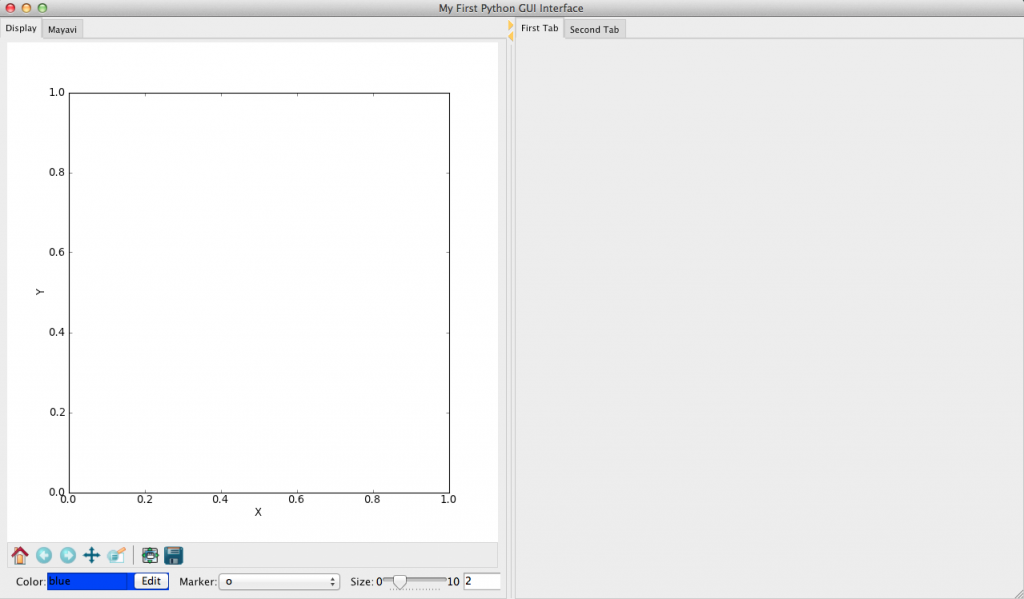 My First Python GUI Interface
Display Mayavi
First Tab Second Tab
1.0
0.8
0.6
Y
0.4
0.2
0.0
0.0 0.2 0.4 0.6 0.8 1.0
X
Color: blue Edit Marker: o Size: 0 10 2